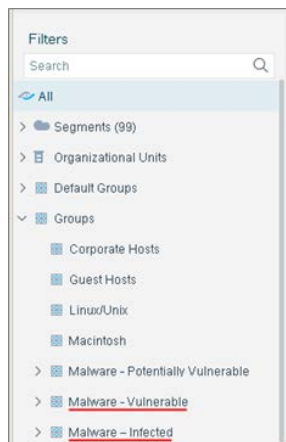 Filters
Search
All
Segments (99)
Organizational Units
Default Groups
Groups
Corporate Hosts
Guest Hosts
Linux/Unix
Macintosh
Malware - Potentially Vulnerable
Malware - Vulnerable
Malware – Infected